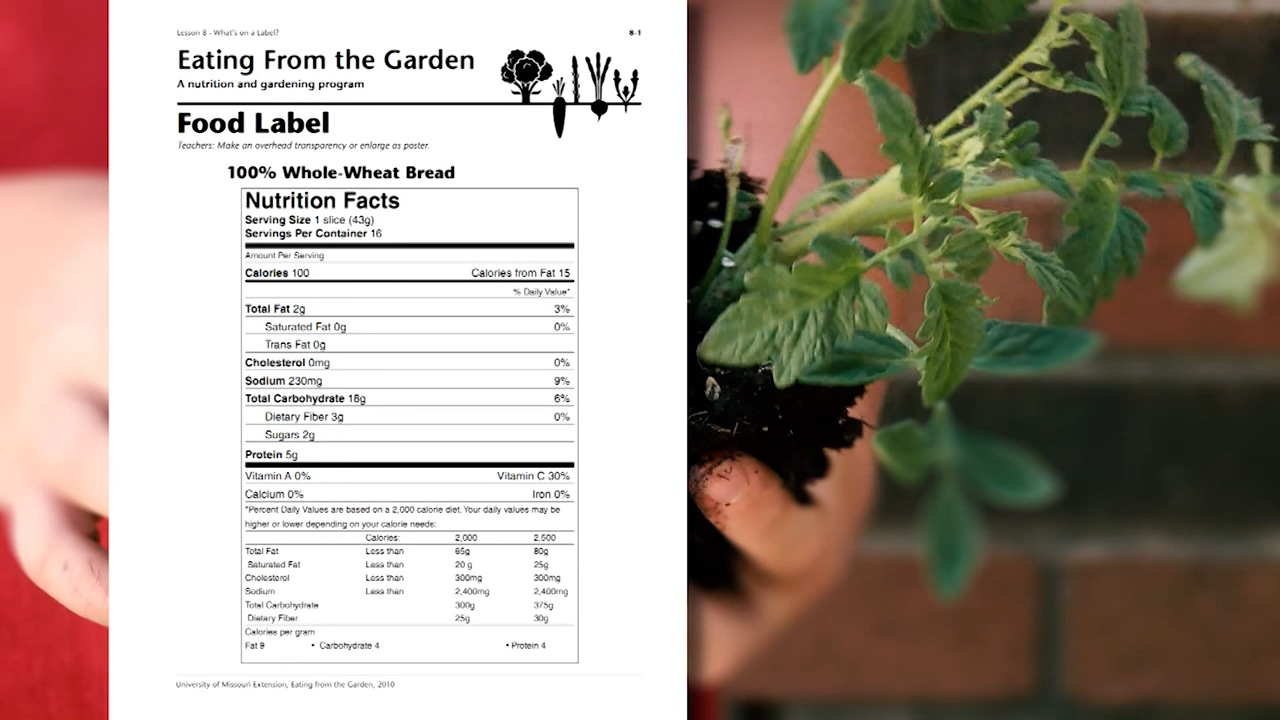 Lesson 8 - What's on a Label? 8-1
Eating From the Garden
A nutrition and gardening program
Food Label
Teachers: Make an overhead transparency or enlarge as poster.
100% Whole-Wheat Bread
Nutrition Facts
Serving Size 1 slice (43g)
Servings Per Container 16
Amount Per Serving
Calories 100 Calories from Fat 15
% Daily Value*
Total Fat 2g 3%
Saturated Fat 0g 0%
Trans Fat 0g
Cholesterol 0mg 0%
Sodium 230mg 9%
Total Carbohydrate 18g 6%
Dietary Fiber 3g 0%
Sugars 2g
Protein 5g
Vitamin A 0% Vitamin C 30%
Calcium 0% Iron 0%
*Percent Daily Values are based on a 2,000 calorie diet. Your daily values may be
higher or lower depending on your calorie needs:
Calories: 2,000 2,500
Total Fat Less than 65g 80g
Saturated Fat Less than 20 g 25g
Cholesterol Less than 300mg 300mg
Sodium Less than 2,400mg 2,400mg
Total Carbohydrate 300g 375g
Dietary Fiber 25g 30g
Calories per gram
Fat 9 • Carbohydrate 4 • Protein 4
University of Missouri Extension, Eating from the Garden, 2010